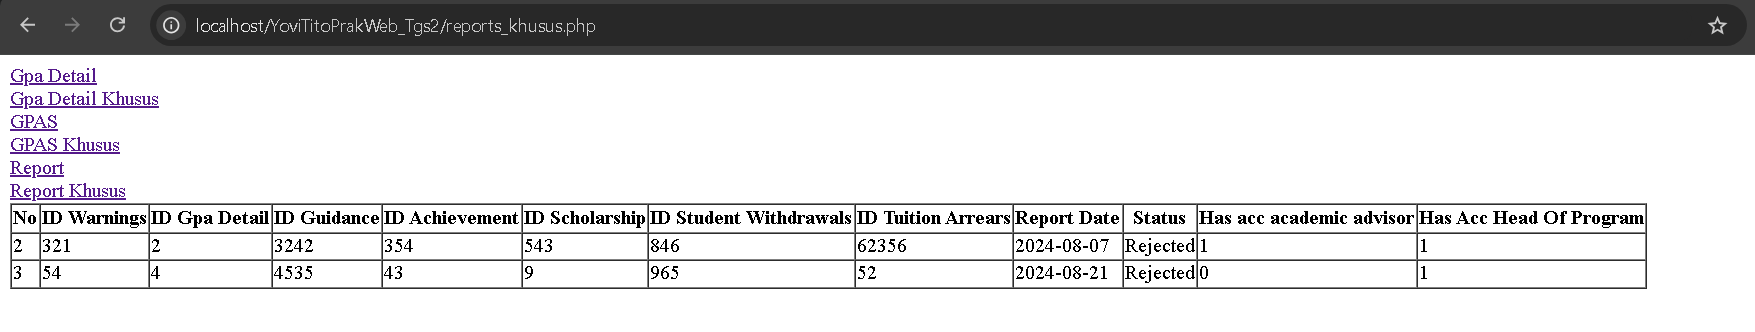 localhost/YoviTitoPrakWeb_Tgs2/reports_khusus.php
Gpa Detail
Gpa Detail Khusus
GPAS
GPAS Khusus
Report
Report Khusus
No ID Warnings ID Gpa Detail ID Guidance ID Achievement ID Scholarship ID Student Withdrawals ID Tuition Arrears Report Date Status Has acc academic advisor Has Acc Head Of Program
2 321 2 3242 354 543 846 62356 2024-08-07 Rejected 1 1
3 54 4 4535 43 9 965 52 2024-08-21 Rejected 0 1